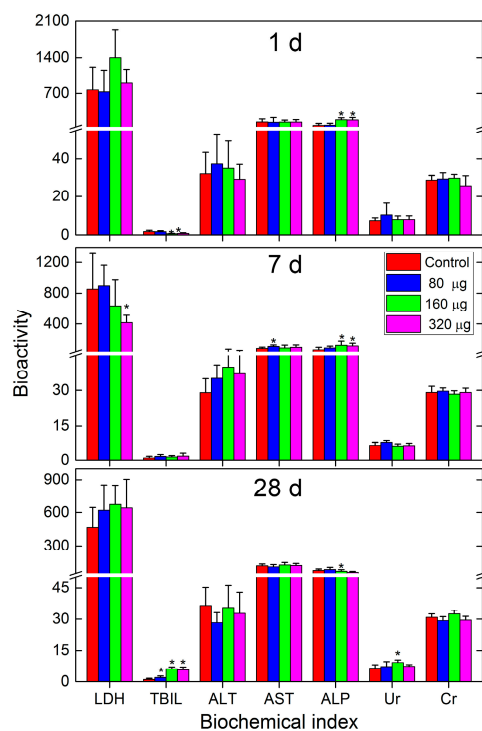 2100
1400
700
40
20
0
1 d
* *
* *
1200
800
400
30
15
0
7 d
Control
80 µg
160 µg
320 µg
*
*
* *
Bioactivity
900
600
300
45
30
15
0
28 d
*
* * *
*
LDH TBIL ALT AST ALP Ur Cr
Biochemical index